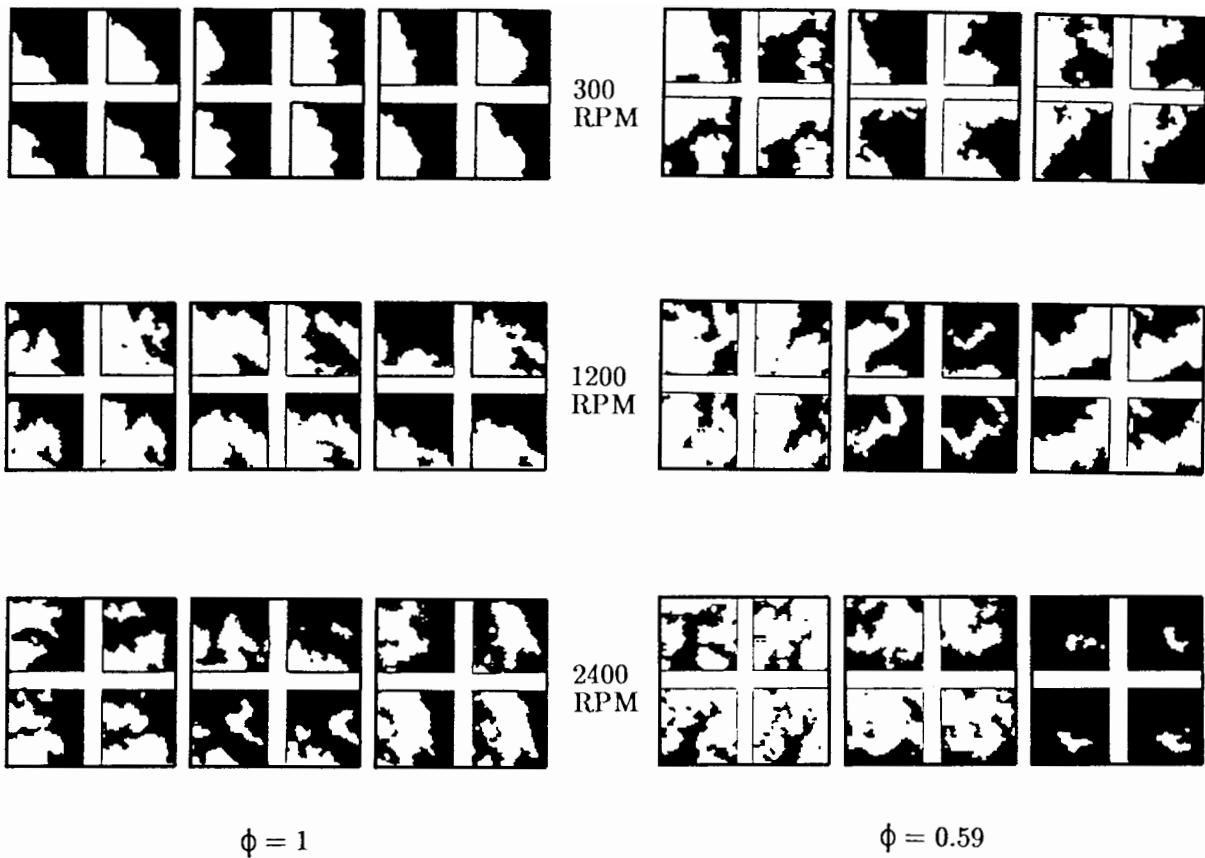 300
RPM
1200
RPM
2400
RPM
ϕ = 1
ϕ = 0.59